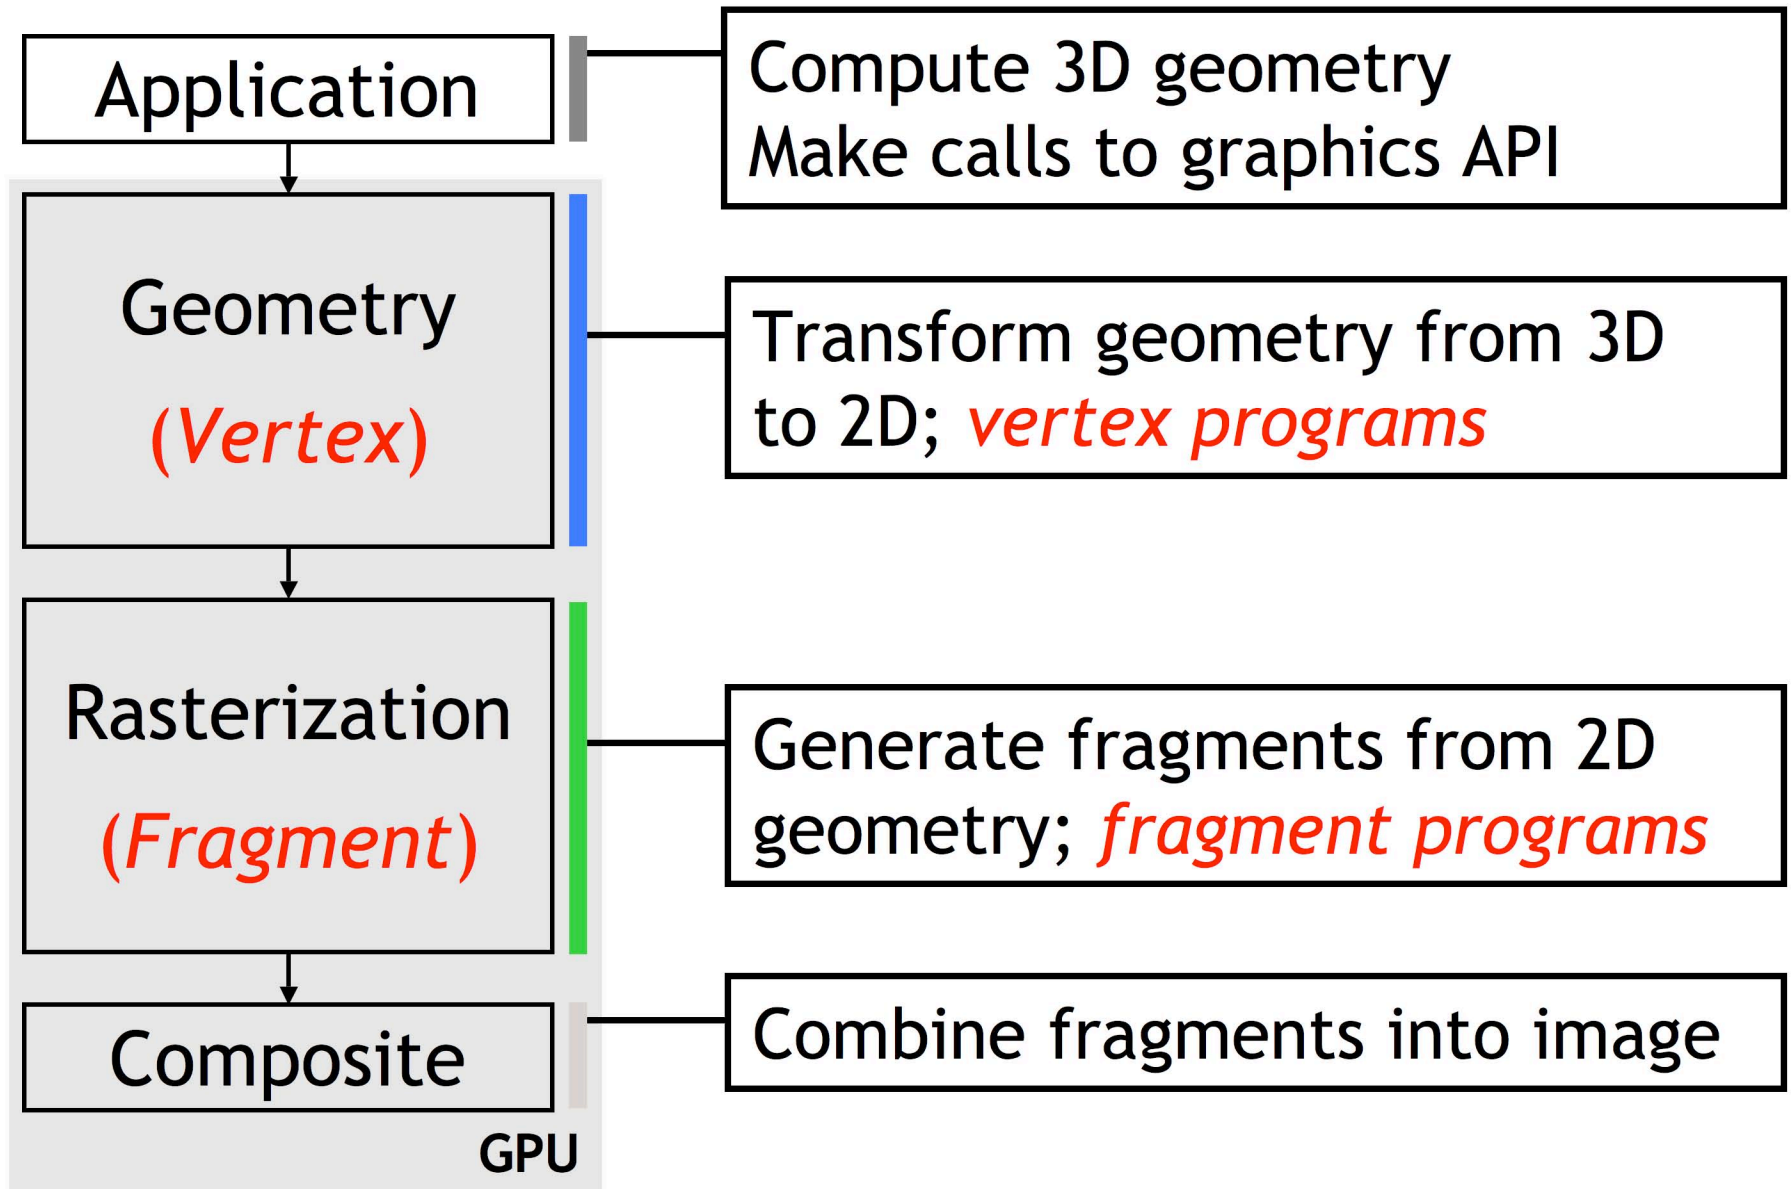 Application
Compute 3D geometry
Make calls to graphics API
Geometry
(Vertex)
Transform geometry from 3D
to 2D; vertex programs
Rasterization
(Fragment)
Generate fragments from 2D
geometry; fragment programs
Composite
Combine fragments into image
GPU